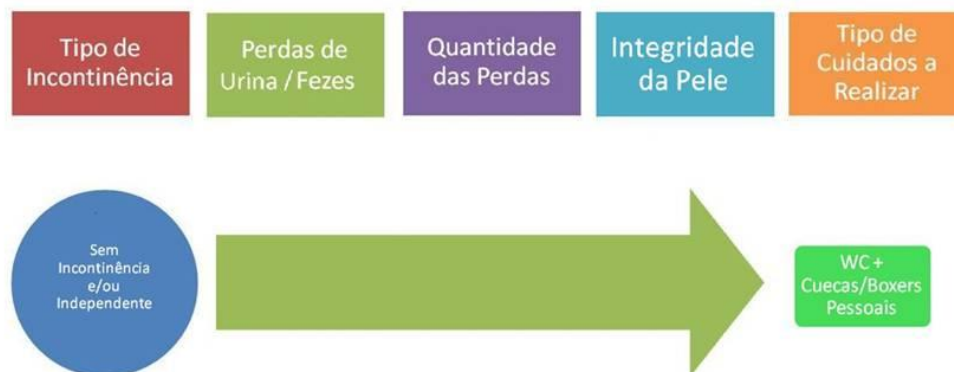 Tipo de
Incontinência
Perdas de
Urina / Fezes
Quantidade
das Perdas
Integridade
da Pele
Tipo de
Cuidados a
Realizar
Sem
Incontinência
e/ou
Independente
WC +
Cuecas/Boxers
Pessoais